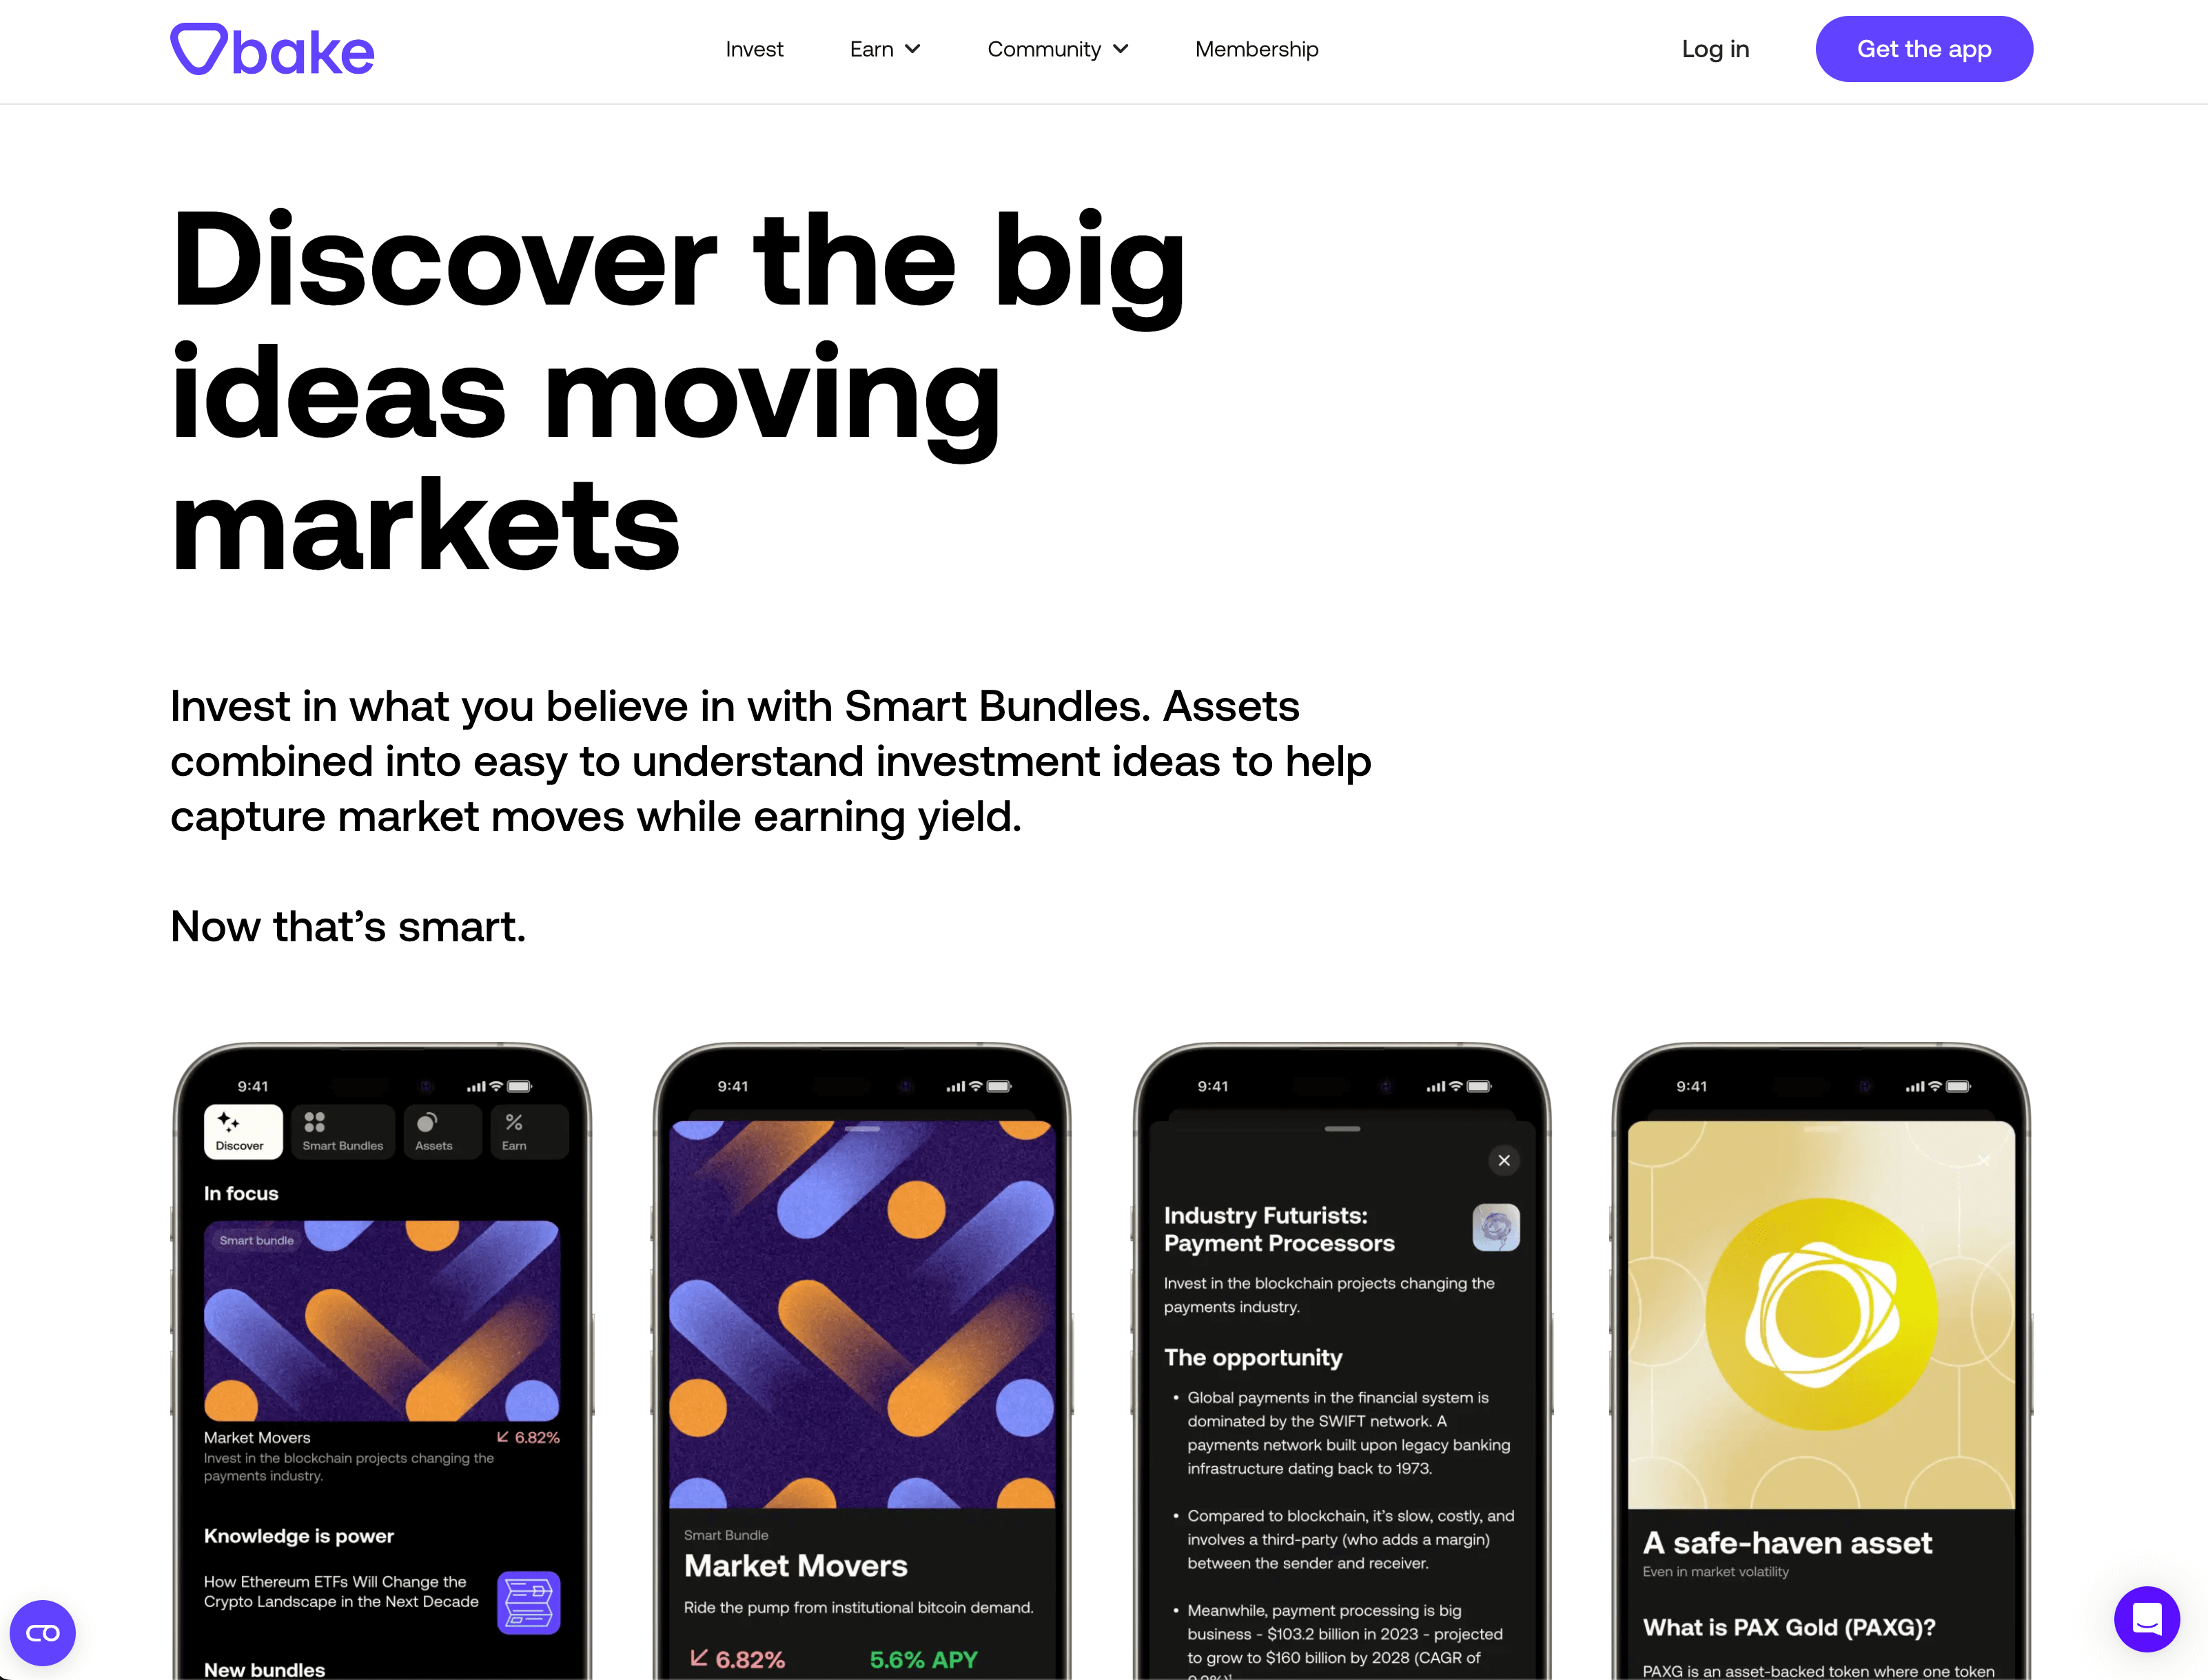 bake
Invest
Earn
Community
Membership
Log in
Get the app
Discover the big
ideas moving
markets
Invest in what you believe in with Smart Bundles. Assets
combined into easy to understand investment ideas to help
capture market moves while earning yield.
Now that’s smart.
9:41
Discover
Smart Bundles
Assets
Earn
In focus
Smart bundle
Market Movers
6.82%
Invest in the blockchain projects changing the
payments industry.
Knowledge is power
How Ethereum ETFs Will Change the
Crypto Landscape in the Next Decade
New bundles
9:41
Smart Bundle
Market Movers
Ride the pump from institutional bitcoin demand.
6.82%
5.6% APY
9:41
Industry Futurists:
Payment Processors
Invest in the blockchain projects changing the
payments industry.
The opportunity
• Global payments in the financial system is
dominated by the SWIFT network. A
payments network built upon legacy banking
infrastructure dating back to 1973.
• Compared to blockchain, it’s slow, costly, and
involves a third-party (who adds a margin)
between the sender and receiver.
• Meanwhile, payment processing is big
business - $103.2 billion in 2023 - projected
to grow to $160 billion by 2028 (CAGR of
9:41
A safe-haven asset
Even in market volatility
What is PAX Gold (PAXG)?
PAXG is an asset-backed token where one token